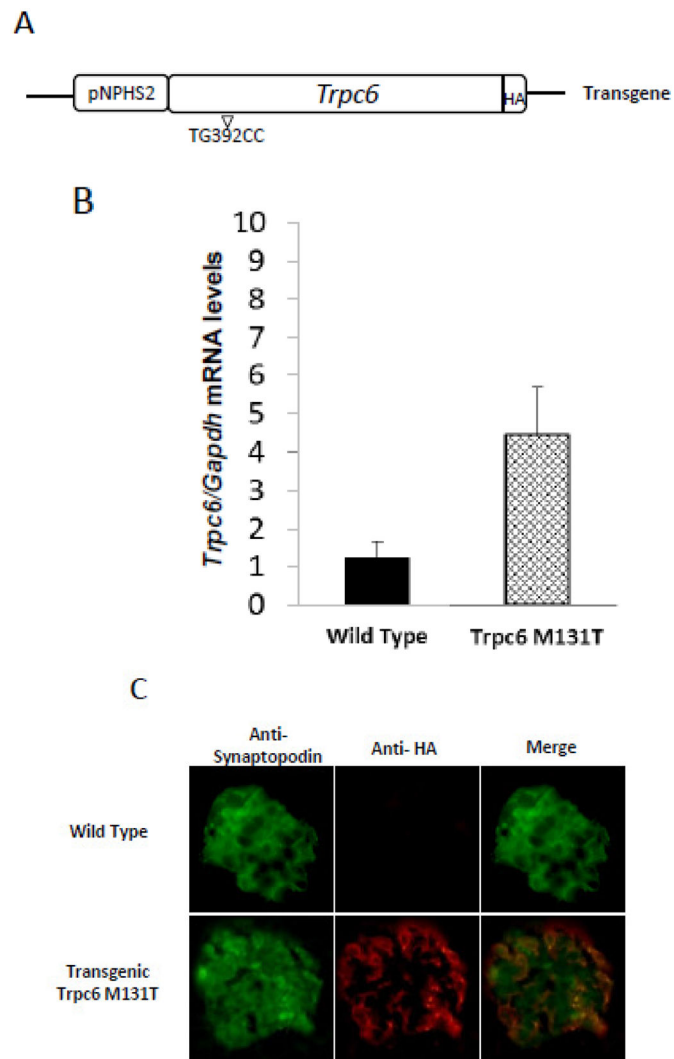 A
pNPHS2
Trpc6
HA
Transgene
TG392CC
B
Trpc6/Gapdh mRNA levels
10
9
8
7
6
5
4
3
2
1
0
Wild Type
Trpc6 M131T
C
Anti-
Synaptopodin
Anti- HA
Merge
Wild Type
Transgenic
Trpc6 M131T